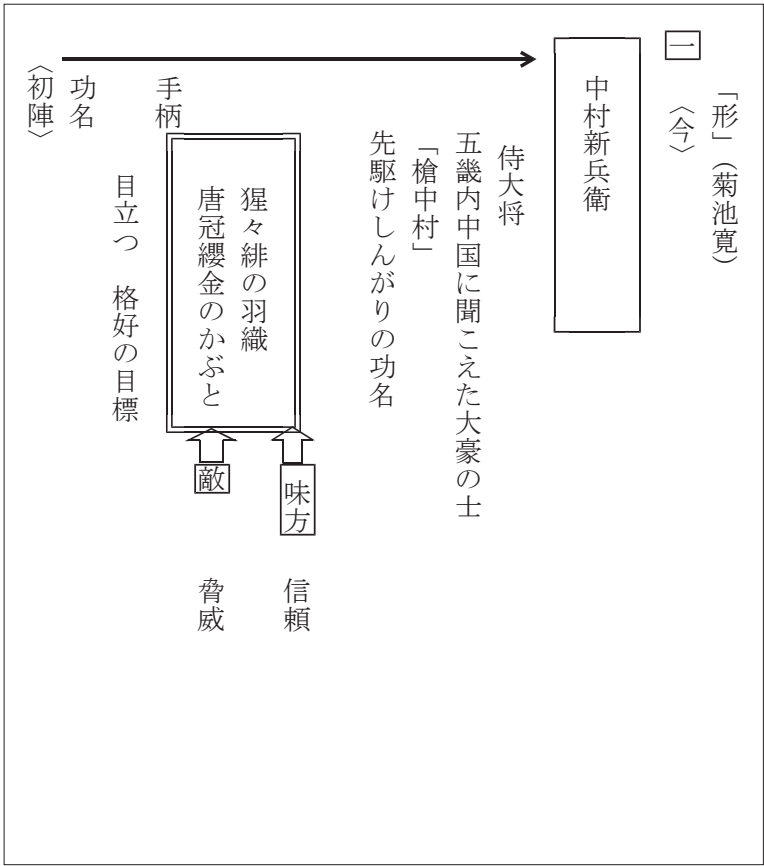 「形」（菊池寛）
一
〈今〉
中村新兵衛
侍大将
五畿内中国に聞こえた大豪の士
「槍中村」
先駆けしんがりの功名
猩々緋の羽織
唐冠纓金のかぶと
味方
信頼
敵
脅威
手柄
目立つ　格好の目標
功名
〈初陣〉